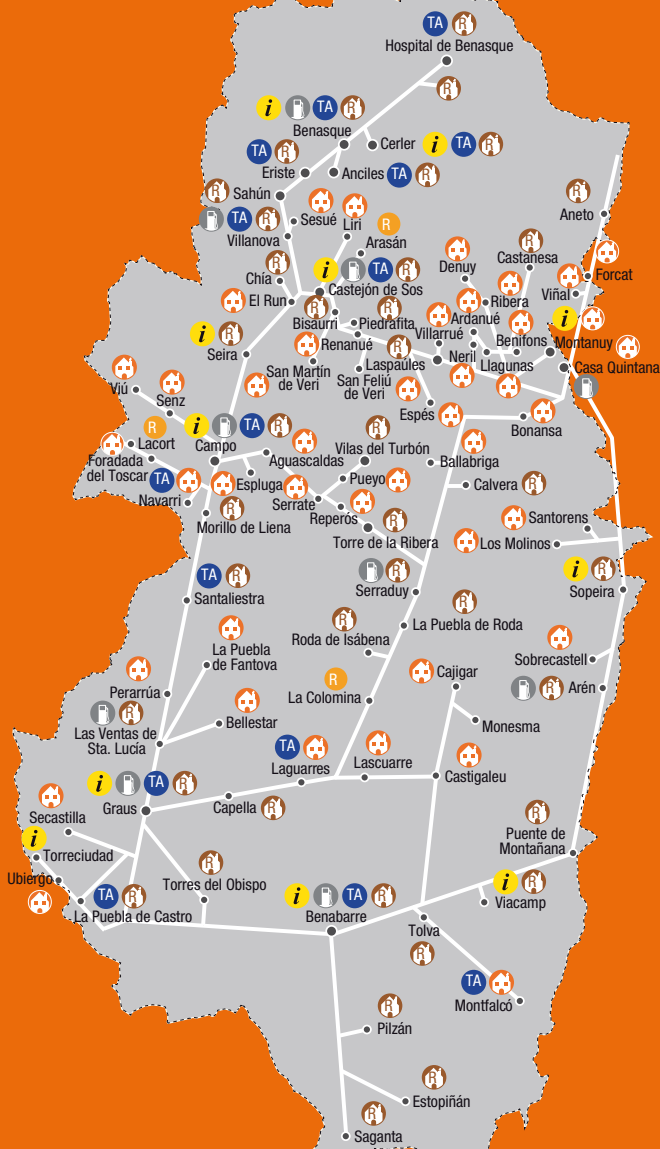 TA R
Hospital de Benasque
R
i TA R
Benasque
TA R
Cerler i TA R
Eriste
Anciles TA R
R Sahún
R
Aneto
TA R
Villanova
Sesué
Liri
R
Arasán
R
Chía
i TA R
Castejón de Sos
Denuy
R
Castanesa
Forcat
Viñal
El Run
R
Bisaurri
Piedrafita
Ribera
Ardanué
i R
Seira
Renanué
R
Villarrué
Benifons
i
Montanuy
Laspaúles
Neril
Llagunas
Casa Quintana
San Martín
de Veri
San Feliú
de Veri
Viú
Senz
Espés
Bonansa
R
Lacort
i TA R
Campo
R
Vilas del Turbón
Aguascaldas
Ballabriga
Foradada
del Toscar
TA
Navarri
Espluga
Pueyo
Calvera R
Serrate
Reperós
R
Morillo de Liena
R
Torre de la Ribera
Santorens
Los Molinos
R
Serraduy
i R
Sopeira
TA R
Santaliestra
R
La Puebla de Roda
R
Roda de Isábena
La Puebla
de Fantova
Sobrecastell
R
La Colomina
Cajigar
R Arén
Perarrúa
R
Las Ventas de
Sta. Lucía
Bellestar
Monesma
TA
Laguarres
Lascuarre
Castigaleu
i TA R
Graus
Capella R
Secastilla
R
Puente de
Montañana
i
Torreciudad
R
Torres del Obispo
Ubiergo
TA R
La Puebla de Castro
i TA R
Benabarre
i R
Viacamp
Tolva
R
TA
Montfalcó
R
Pilzán
R
Estopiñán
R
Saganta